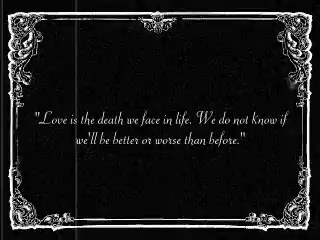 "Love is the death we face in life. We do not know if
we'll be better or worse than before."